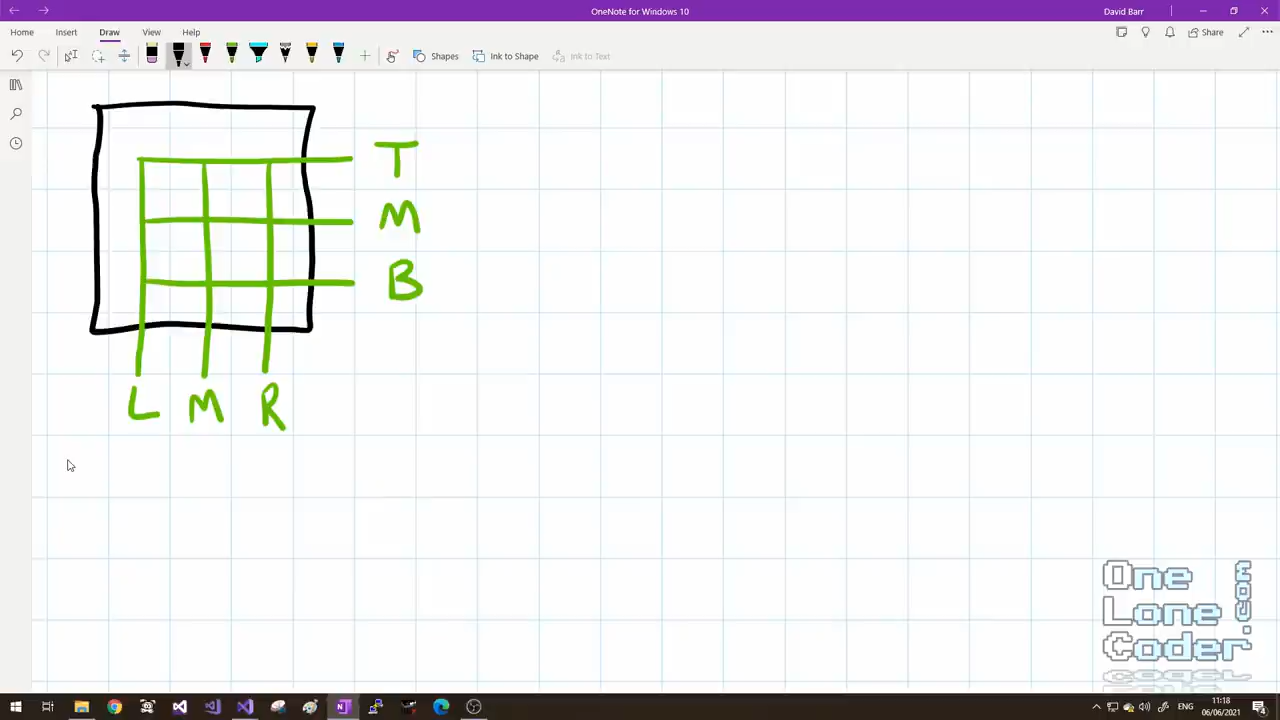 OneNote for Windows 10
David Barr
Home Insert Draw View Help
Share
Shapes
Ink to Shape
Ink to Text
T
M
B
L M R
One
Lone
Coder
.com
ENG
11:18
06/06/2021